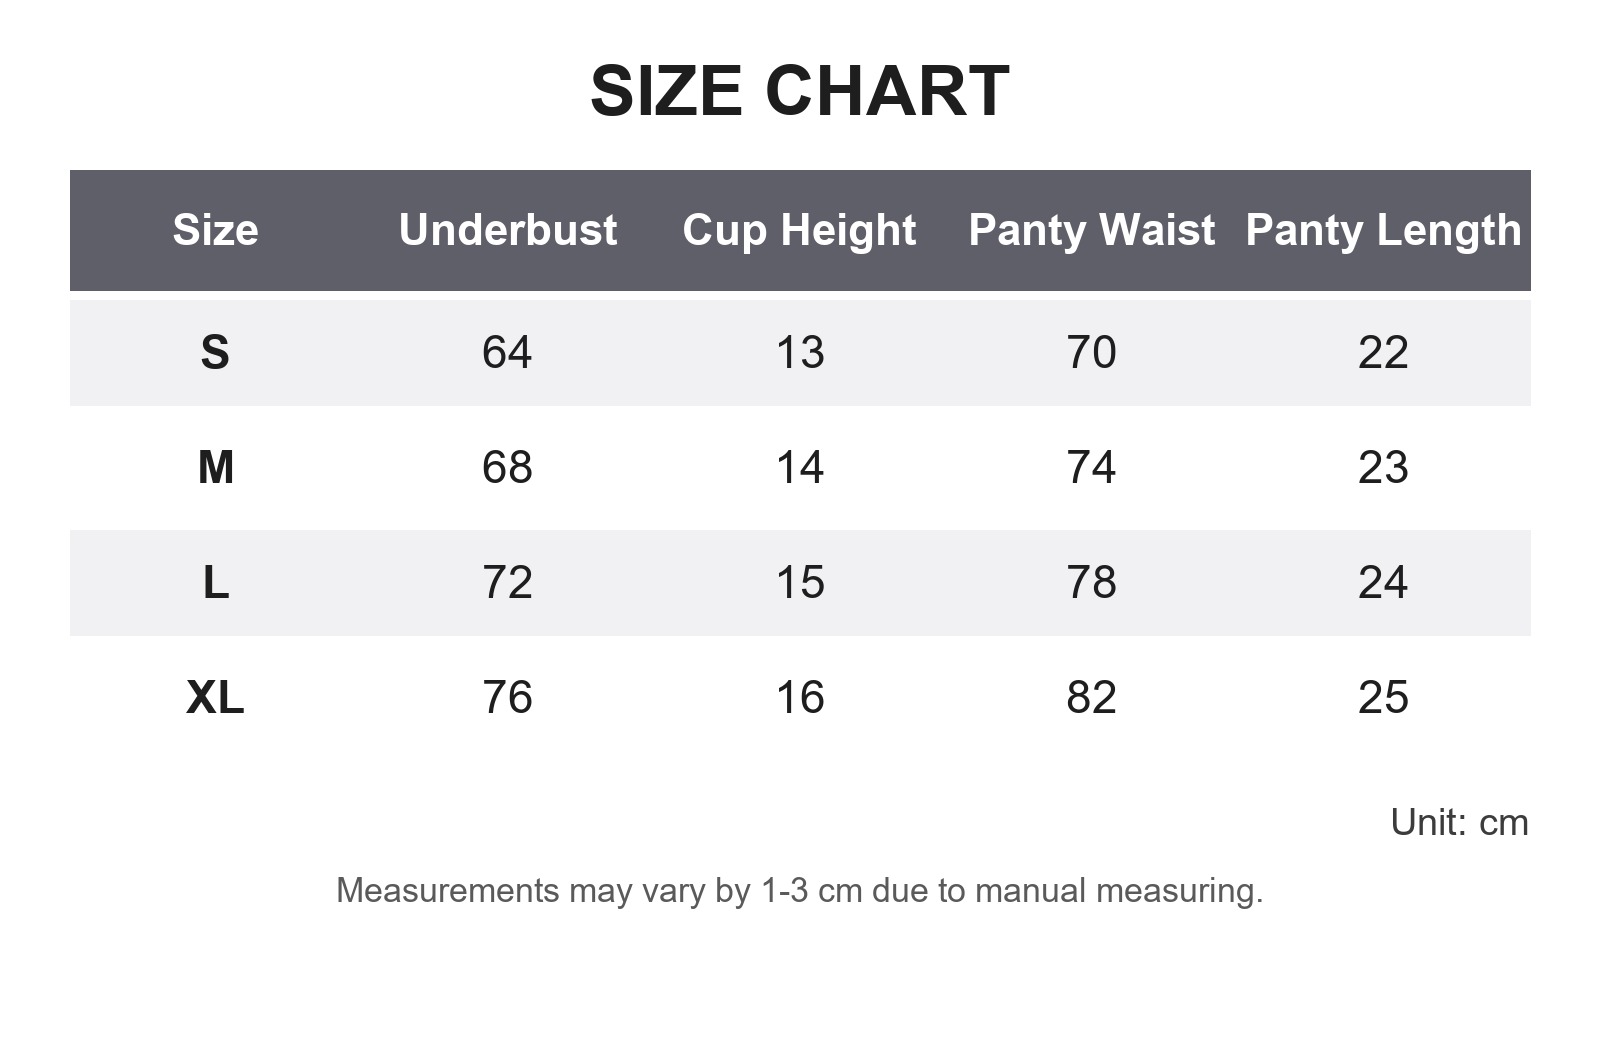 SIZE CHART
Size Underbust Cup Height Panty Waist Panty Length
S 64 13 70 22
M 68 14 74 23
L 72 15 78 24
XL 76 16 82 25
Unit: cm
Measurements may vary by 1-3 cm due to manual measuring.